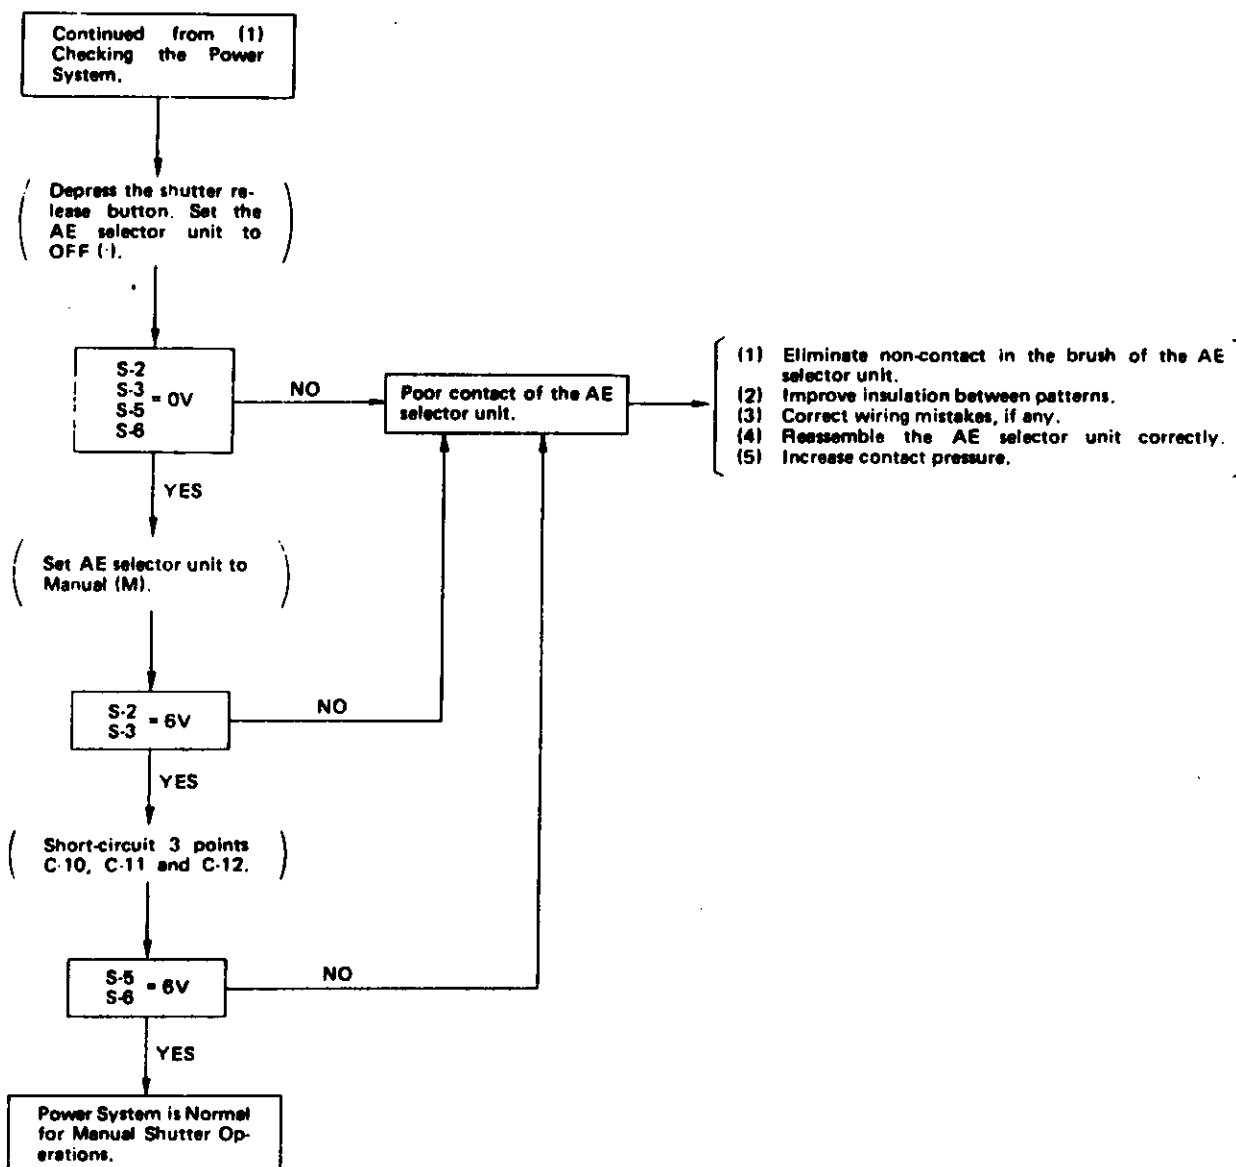 Continued from (1)
Checking the Power
System.
Depress the shutter re-
lease button. Set the
AE selector unit to
OFF (·).
S-2
S-3
S-5
S-6
= 0V
NO
Poor contact of the AE
selector unit.
(1) Eliminate non-contact in the brush of the AE
selector unit.
(2) Improve insulation between patterns.
(3) Correct wiring mistakes, if any.
(4) Reassemble the AE selector unit correctly.
(5) Increase contact pressure.
YES
Set AE selector unit to
Manual (M).
S-2
S-3
= 6V
NO
YES
Short-circuit 3 points
C-10, C-11 and C-12.
S-5
S-6
= 6V
NO
YES
Power System is Normal
for Manual Shutter Op-
erations.